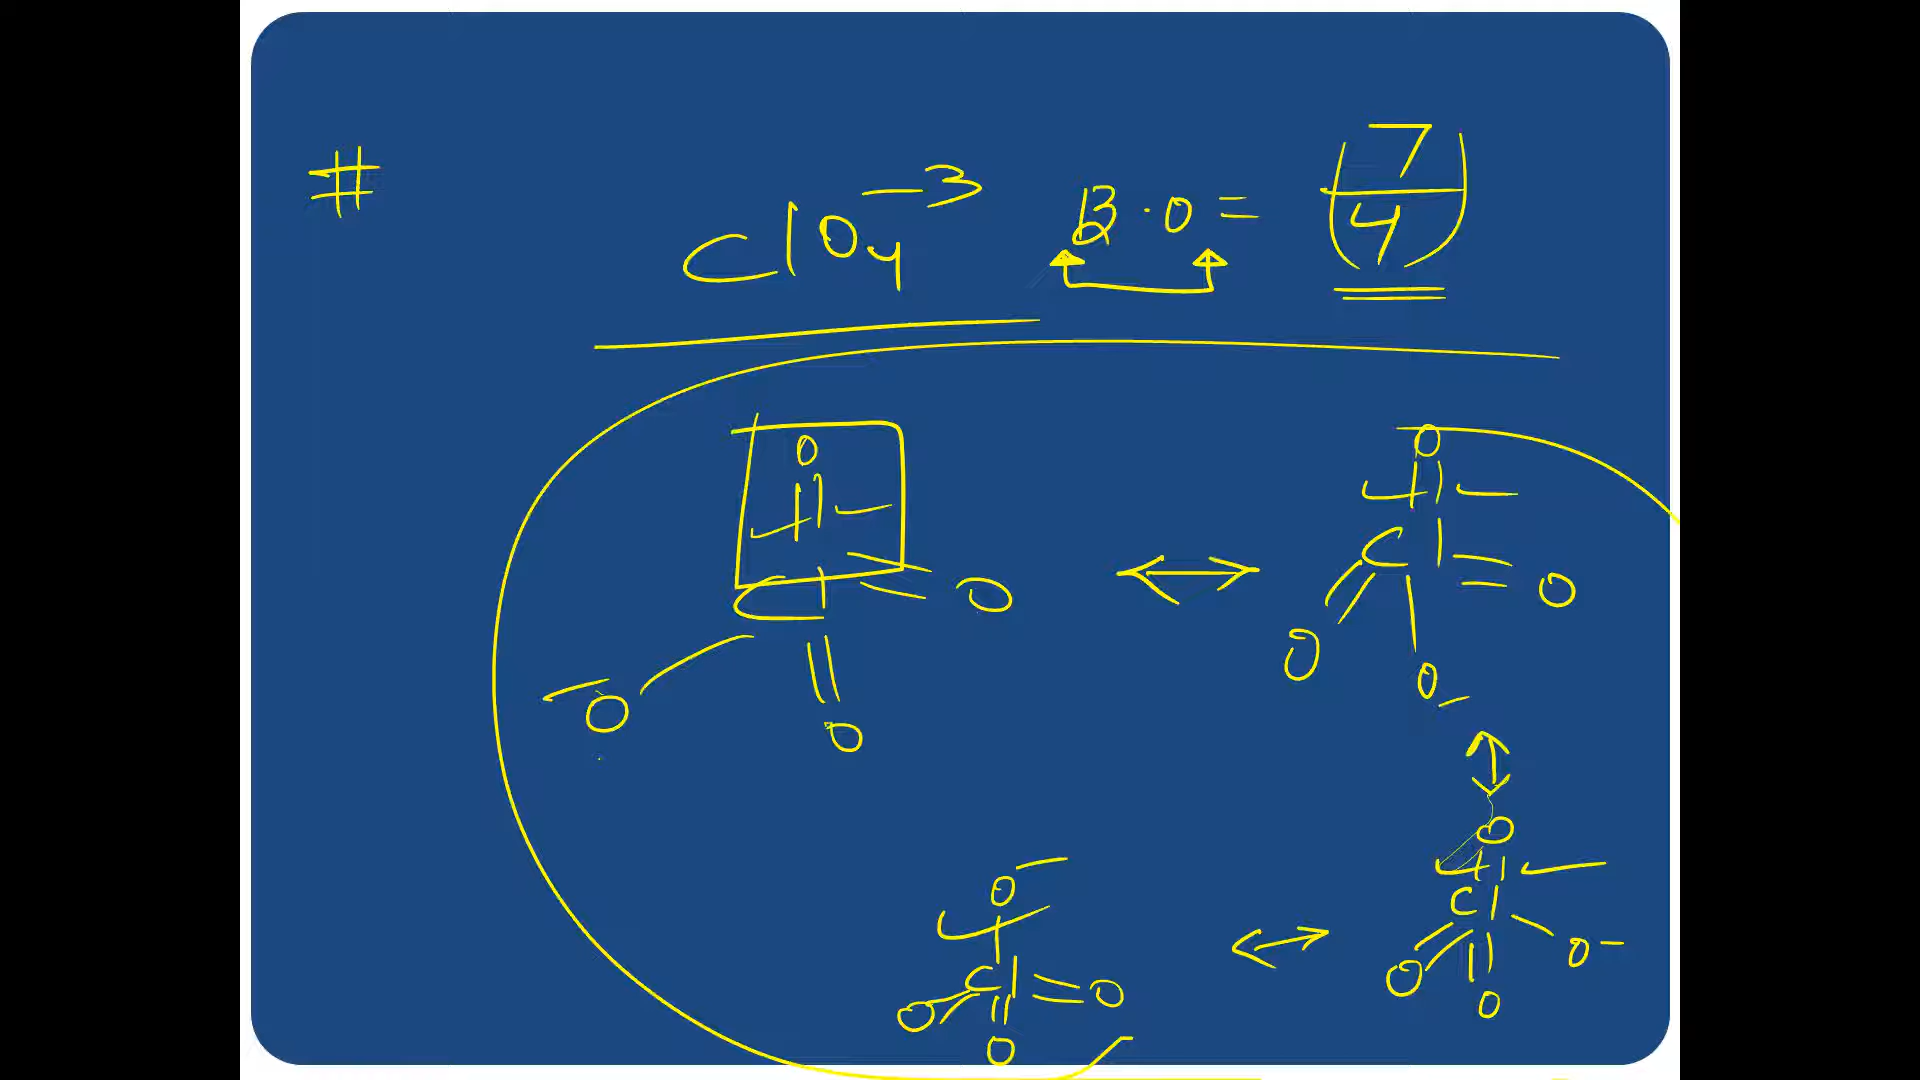 # ClO4 -3 B.O = 7/4
O O
Cl = O ↔ Cl = O
-O O O O-
O- O
Cl = O ↔ Cl O-
O O O O